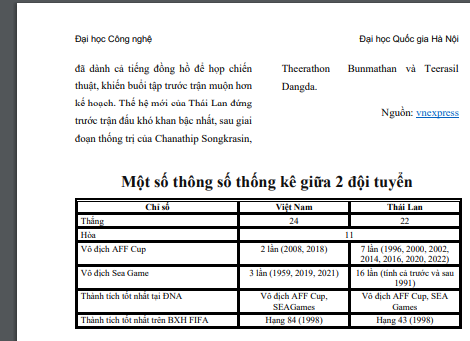 Đại học Công nghệ
Đại học Quốc gia Hà Nội
đã dành cả tiếng đồng hồ để họp chiến
thuật, khiến buổi tập trước trận muộn hơn
kế hoạch. Thế hệ mới của Thái Lan đứng
trước trận đấu khó khan bậc nhất, sau giai
đoạn thống trị của Chanathip Songkrasin,
Theerathon Bunmathan và Teerasil
Dangda.
Nguồn: vnexpress
Một số thông số thống kê giữa 2 đội tuyển
Chỉ số Việt Nam Thái Lan
Thắng 24 22
Hòa 11
Vô địch AFF Cup 2 lần (2008, 2018) 7 lần (1996, 2000, 2002,
2014, 2016, 2020, 2022)
Vô địch Sea Game 3 lần (1959, 2019, 2021) 16 lần (tính cả trước và sau
1991)
Thành tích tốt nhất tại ĐNA Vô địch AFF Cup, Vô địch AFF Cup, SEA
SEAGames Games
Thành tích tốt nhất trên BXH FIFA Hạng 84 (1998) Hạng 43 (1998)